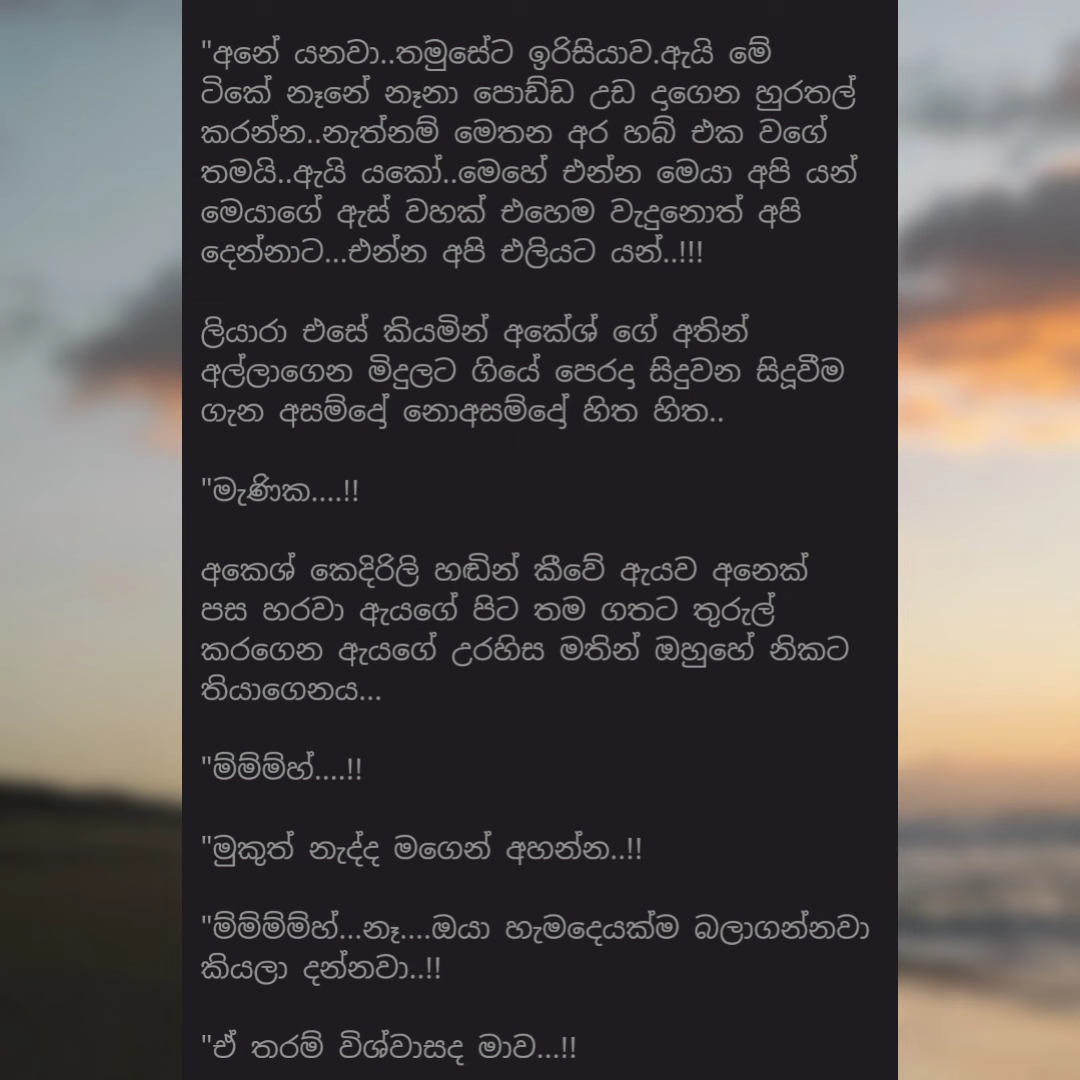 "අනේ යනවා..තමුසේට ඉරිසියාව.ඇයි මේ
ටිකේ නෑනේ නෑනා පොඩ්ඩ උඩ දාගෙන හුරතල්
කරන්න..නැත්නම් මෙතන අර හබ් එක වගේ
තමයි..ඇයි යකෝ..මෙහේ එන්න මෙයා අපි යන්
මෙයාගේ ඇස් වහක් එහෙම වැදුනොත් අපි
දෙන්නාට...එන්න අපි එලියට යන්..!!!

ලියාරා එසේ කියමින් අකේශ් ගේ අතින්
අල්ලාගෙන මිදුලට ගියේ පෙරදා සිදුවන සිදූවීම
ගැන අසම්දෝ නොඅසම්දෝ හිත හිත..

"මැණික....!!

අකෙශ් කෙදිරිලි හඬින් කීවේ ඇයව අනෙක්
පස හරවා ඇයගේ පිට තම ගතට තුරුල්
කරගෙන ඇයගේ උරහිස මතින් ඔහුහේ නිකට
තියාගෙනය...

"ම්ම්ම්හ්....!!

"මුකුත් නැද්ද මගෙන් අහන්න..!!

"ම්ම්ම්ම්හ්...නෑ....ඔයා හැමදෙයක්ම බලාගන්නවා
කියලා දන්නවා..!!

"ඒ තරම් විශ්වාසද මාව...!!